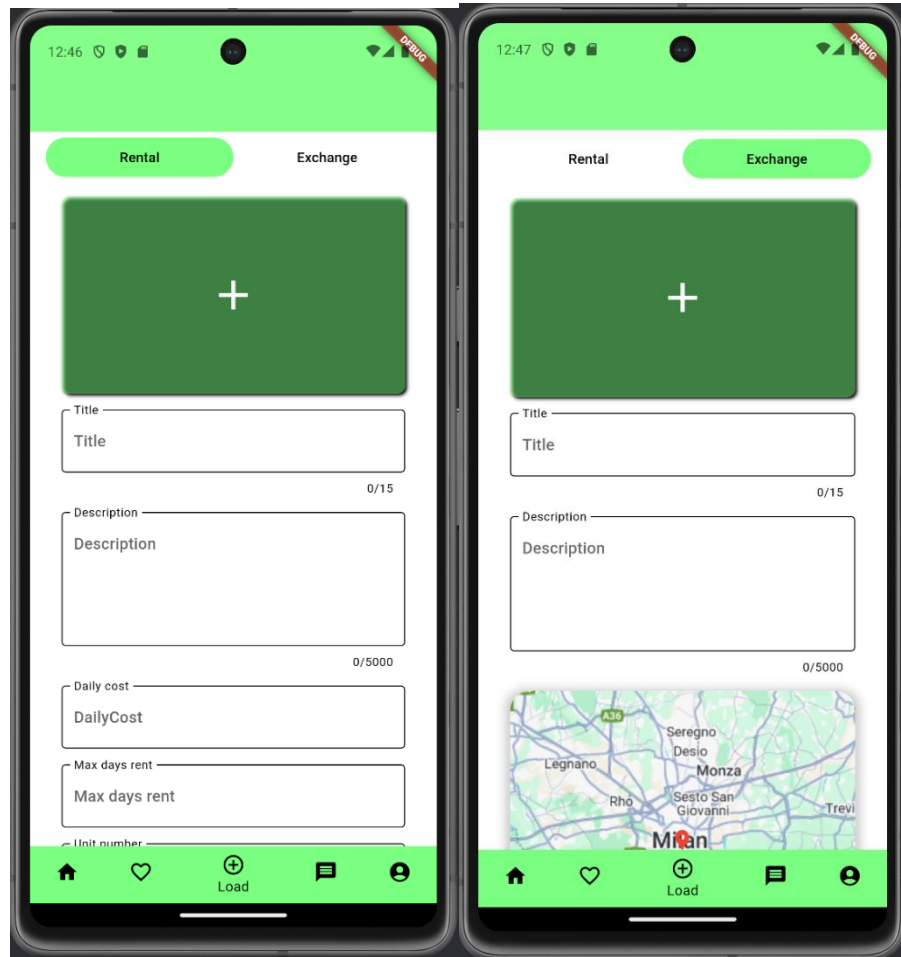 12:46
DEBUG
Rental Exchange
Title
Title
0/15
Description
Description
0/5000
Daily cost
DailyCost
Max days rent
Max days rent
Unit number
Load
12:47
DEBUG
Rental Exchange
Title
Title
0/15
Description
Description
0/5000
A36
Seregno
Desio
Legnano
Monza
Rho
Sesto San
Giovanni
Trevi
Milan
Load